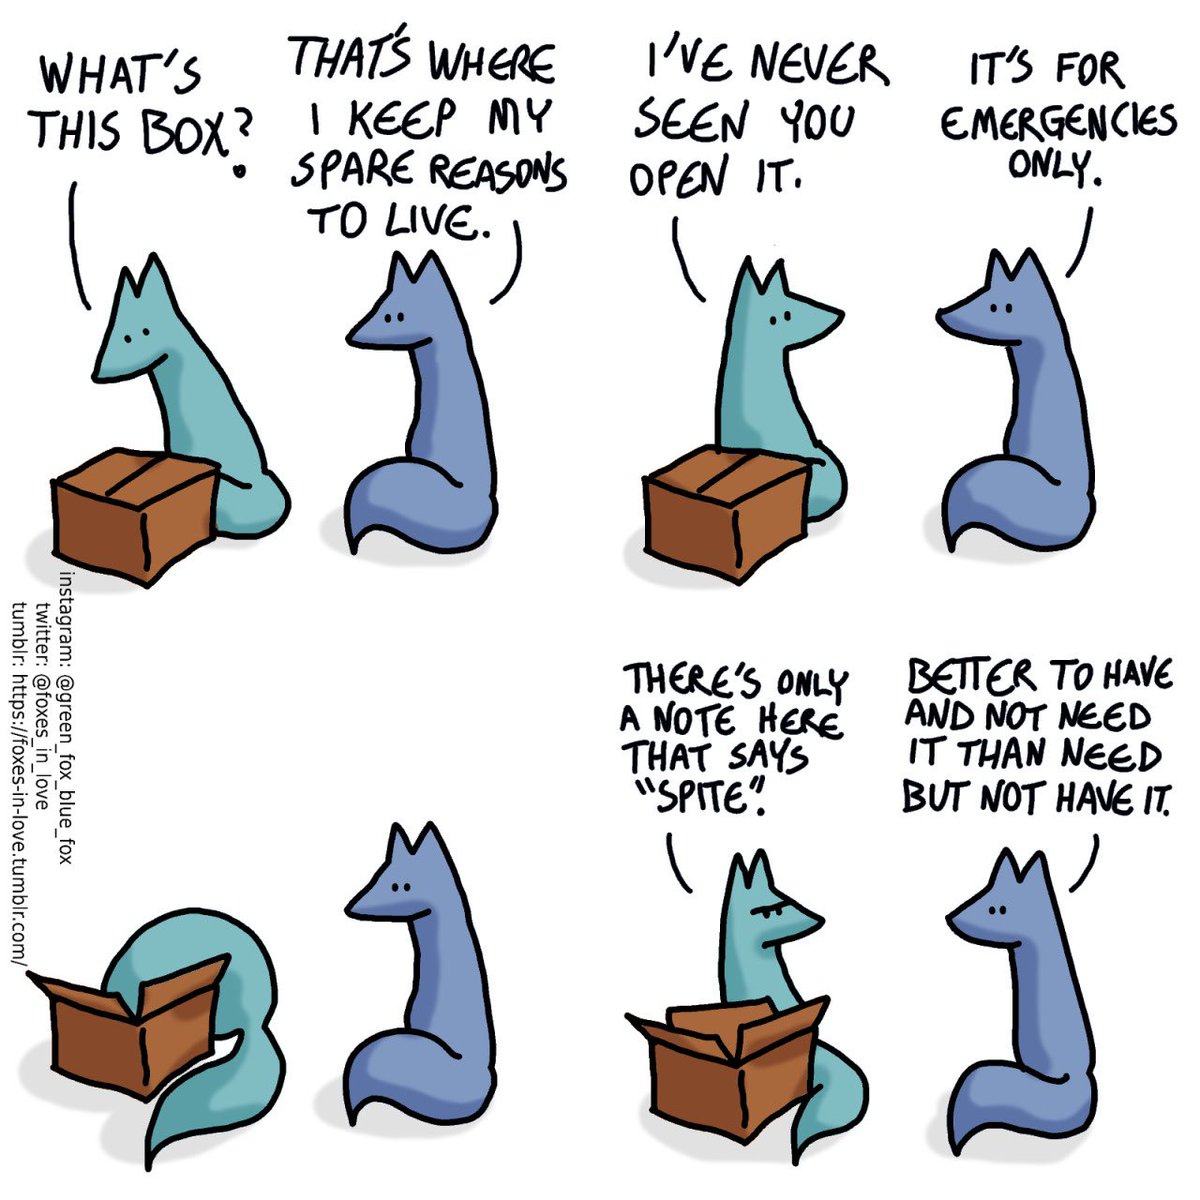 WHAT'S
THIS BOX?
THAT'S WHERE
I KEEP MY
SPARE REASONS
TO LIVE.
I'VE NEVER
SEEN YOU
OPEN IT.
IT'S FOR
EMERGENCIES
ONLY.
instagram: @green_fox_blue_fox
twitter: @foxes_in_love
tumblr: https://foxes-in-love.tumblr.com/
THERE'S ONLY
A NOTE HERE
THAT SAYS
"SPITE".
BETTER TO HAVE
AND NOT NEED
IT THAN NEED
BUT NOT HAVE IT.